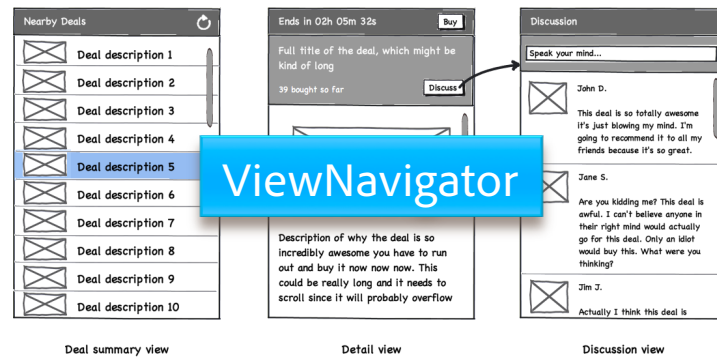 Nearby Deals
Deal description 1
Deal description 2
Deal description 3
Deal description 4
Deal description 5
Deal description 6
Deal description 7
Deal description 8
Deal description 9
Deal description 10
Deal summary view
Ends in 02h 05m 32s
Buy
Full title of the deal, which might be
kind of long
39 bought so far
Discuss
ViewNavigator
Description of why the deal is so
incredibly awesome you have to run
out and buy it now now now. This
could be really long and it needs to
scroll since it will probably overflow
Detail view
Discussion
Speak your mind...
John D.
This deal is so totally awesome
it's just blowing my mind. I'm
going to recommend it to all my
friends because it's so great.
Jane S.
Are you kidding me? This deal is
awful. I can't believe anyone in
their right mind would actually
go for this deal. Only an idiot
would buy this. What were you
thinking?
Jim J.
Actually I think this deal is
Discussion view